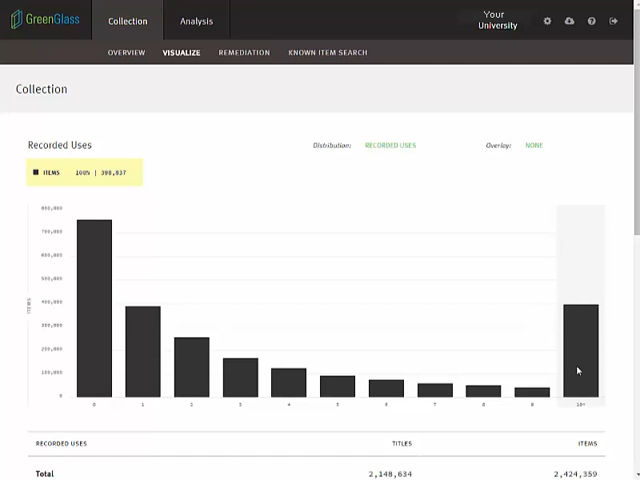 GreenGlass
Collection
Analysis
Your
University
OVERVIEW
VISUALIZE
REMEDIATION
KNOWN ITEM SEARCH
Collection
Recorded Uses
Distribution:
RECORDED USES
Overlay:
NONE
ITEMS
100% | 398,837
800,000
700,000
600,000
500,000
400,000
300,000
200,000
100,000
0
ITEMS
0
1
2
3
4
5
6
7
8
9
10+
RECORDED USES
TITLES
ITEMS
Total
2,148,634
2,424,359